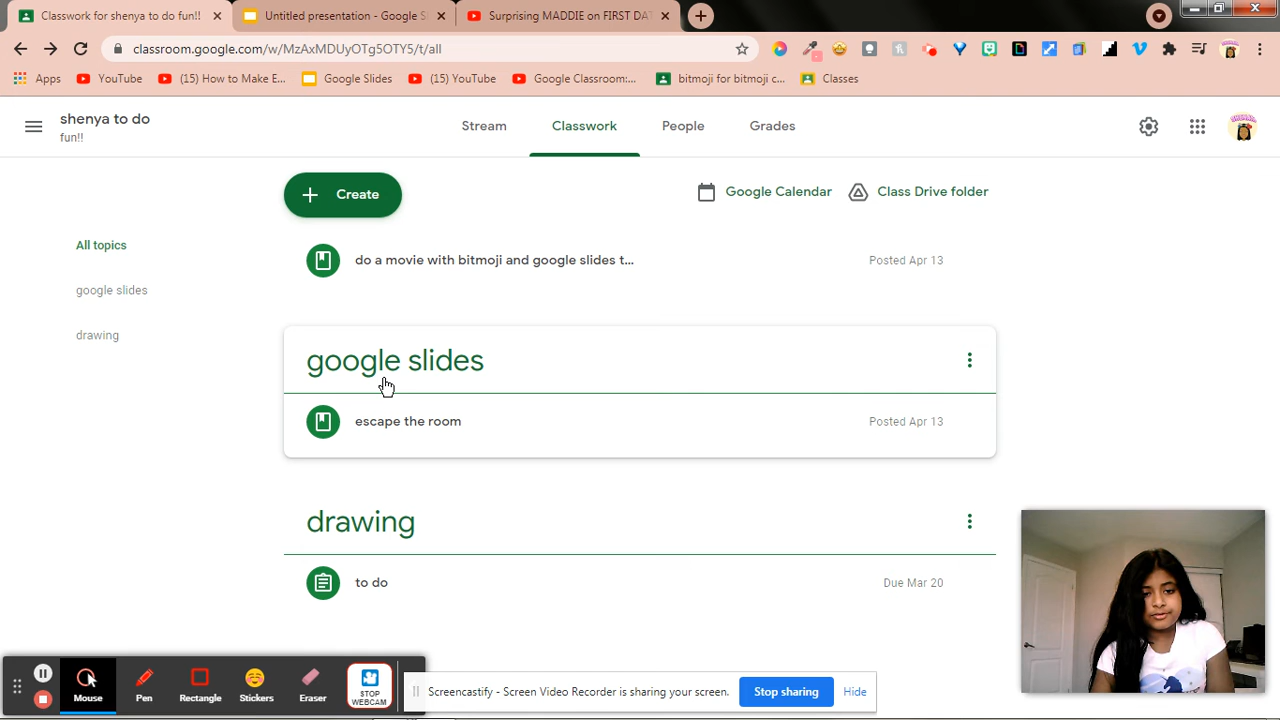 Classwork for shenya to do fun!!
Untitled presentation - Google S
Surprising MADDIE on FIRST DAT
classroom.google.com/w/MzAxMDUyOTg5OTY5/t/all
Apps
YouTube
(15) How to Make E...
Google Slides
(15) YouTube
Google Classroom:...
bitmoji for bitmoji c...
Classes
shenya to do
fun!!
Stream
Classwork
People
Grades
Create
Google Calendar
Class Drive folder
All topics
google slides
drawing
do a movie with bitmoji and google slides t...
Posted Apr 13
google slides
escape the room
Posted Apr 13
drawing
to do
Due Mar 20
Mouse
Pen
Rectangle
Stickers
Eraser
STOP
WEBCAM
Screencastify - Screen Video Recorder is sharing your screen.
Stop sharing
Hide